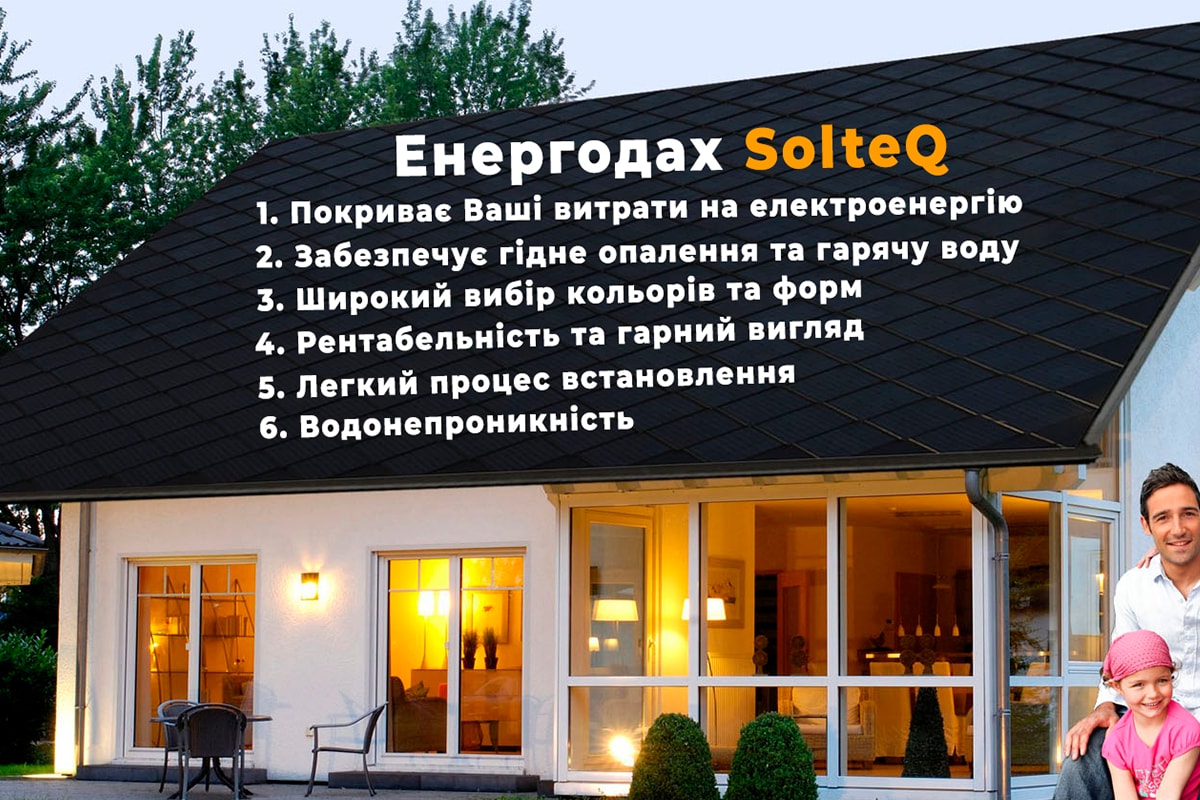 Енергодах SolteQ
1. Покриває Ваші витрати на електроенергію
2. Забезпечує гідне опалення та гарячу воду
3. Широкий вибір кольорів та форм
4. Рентабельність та гарний вигляд
5. Легкий процес встановлення
6. Водонепроникність